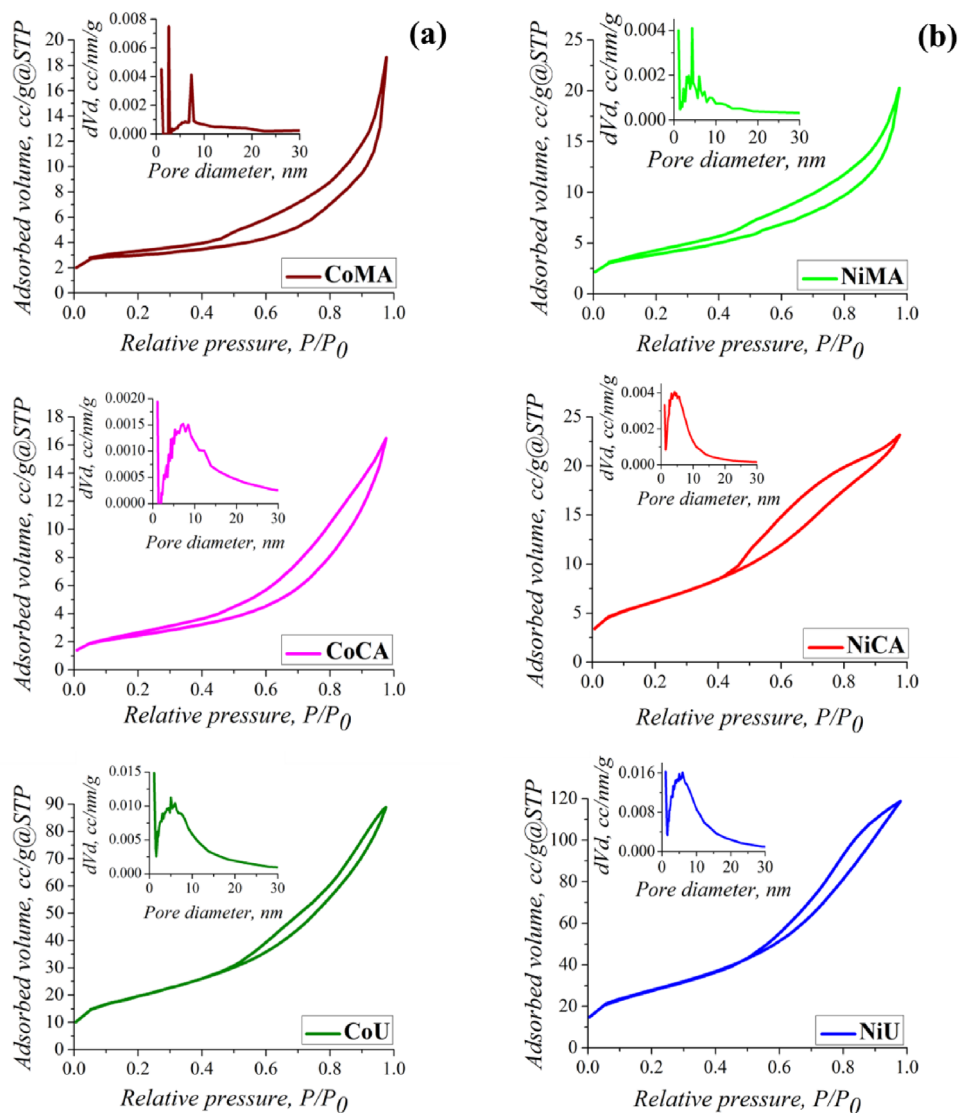 (a)
Adsorbed volume, cc/g@STP
20
18
16
14
12
10
8
6
4
2
0
0.0 0.2 0.4 0.6 0.8 1.0
Relative pressure, P/P0
CoMA
dVd, cc/nm/g
0.008
0.006
0.004
0.002
0.000
0 10 20 30
Pore diameter, nm
(b)
Adsorbed volume, cc/g@STP
25
20
15
10
5
0
0.0 0.2 0.4 0.6 0.8 1.0
Relative pressure, P/P0
NiMA
dVd, cc/nm/g
0.004
0.002
0.000
0 10 20 30
Pore diameter, nm
Adsorbed volume, cc/g@STP
18
16
14
12
10
8
6
4
2
0
0.0 0.2 0.4 0.6 0.8 1.0
Relative pressure, P/P0
CoCA
dVd, cc/nm/g
0.0020
0.0015
0.0010
0.0005
0.0000
0 10 20 30
Pore diameter, nm
Adsorbed volume, cc/g@STP
25
20
15
10
5
0
0.0 0.2 0.4 0.6 0.8 1.0
Relative pressure, P/P0
NiCA
dVd, cc/nm/g
0.004
0.002
0.000
0 10 20 30
Pore diameter, nm
Adsorbed volume, cc/g@STP
90
80
70
60
50
40
30
20
10
0
0.0 0.2 0.4 0.6 0.8 1.0
Relative pressure, P/P0
CoU
dVd, cc/nm/g
0.015
0.010
0.005
0.000
0 10 20 30
Pore diameter, nm
Adsorbed volume, cc/g@STP
120
100
80
60
40
20
0
0.0 0.2 0.4 0.6 0.8 1.0
Relative pressure, P/P0
NiU
dVd, cc/nm/g
0.016
0.008
0.000
0 10 20 30
Pore diameter, nm